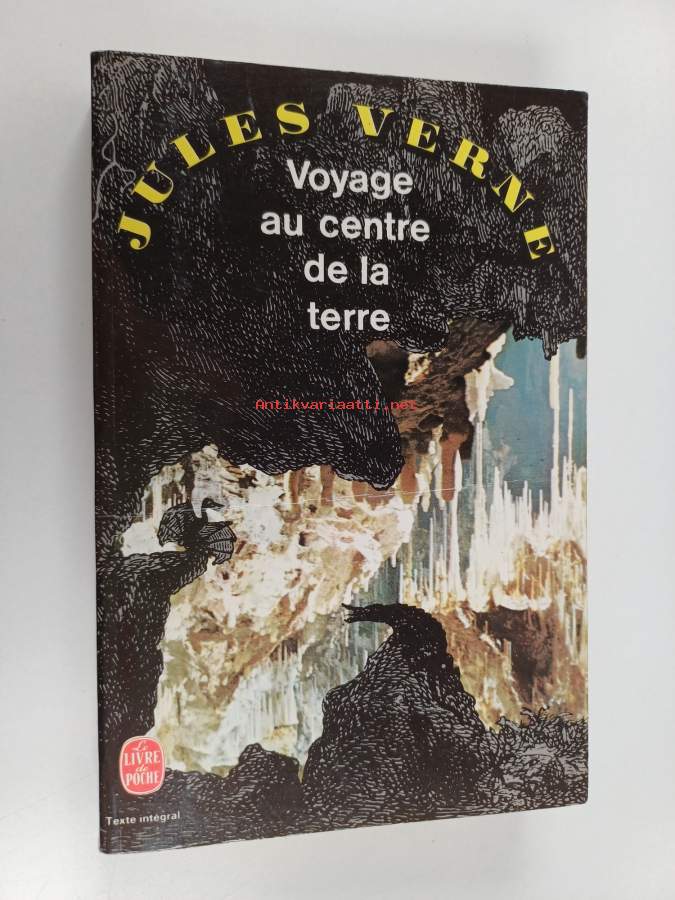 JULES VERNE
Voyage
au centre
de la
terre
Antikvariaatti.net
Le
LIVRE
de
POCHE
Texte intégral